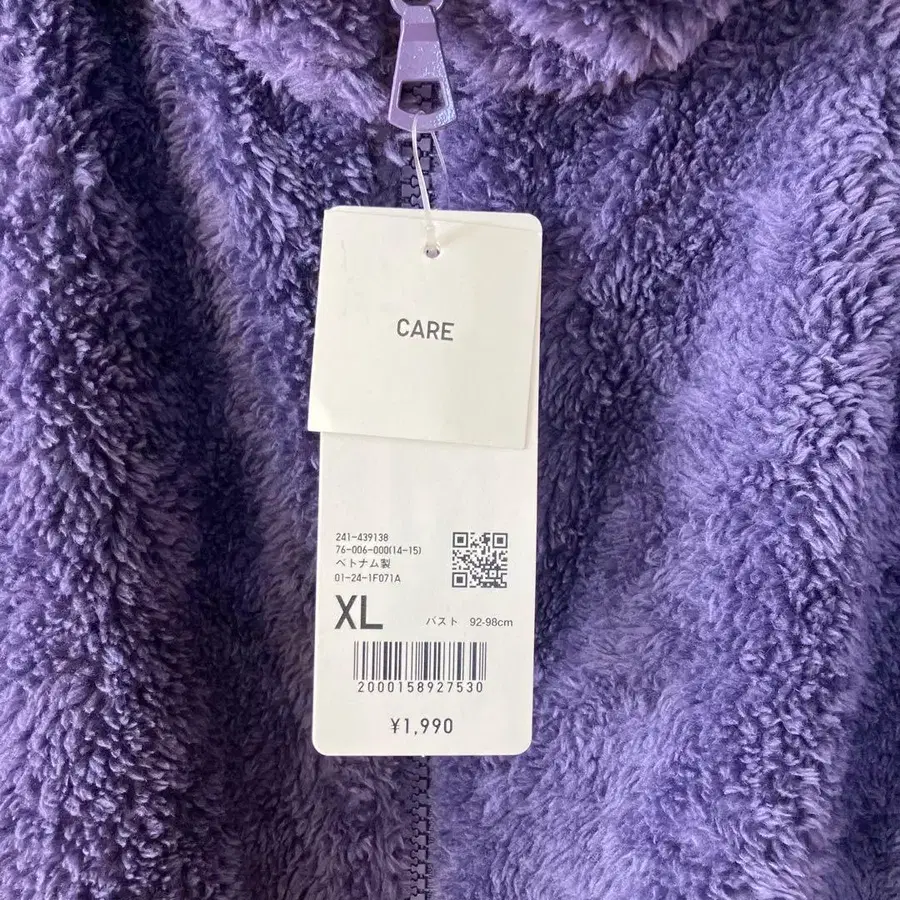 CARE
241-439138
76-006-000(14-15)
ベトナム製
01-24-1F071A
XL
バスト 92-98cm
2000158927530
¥1,990